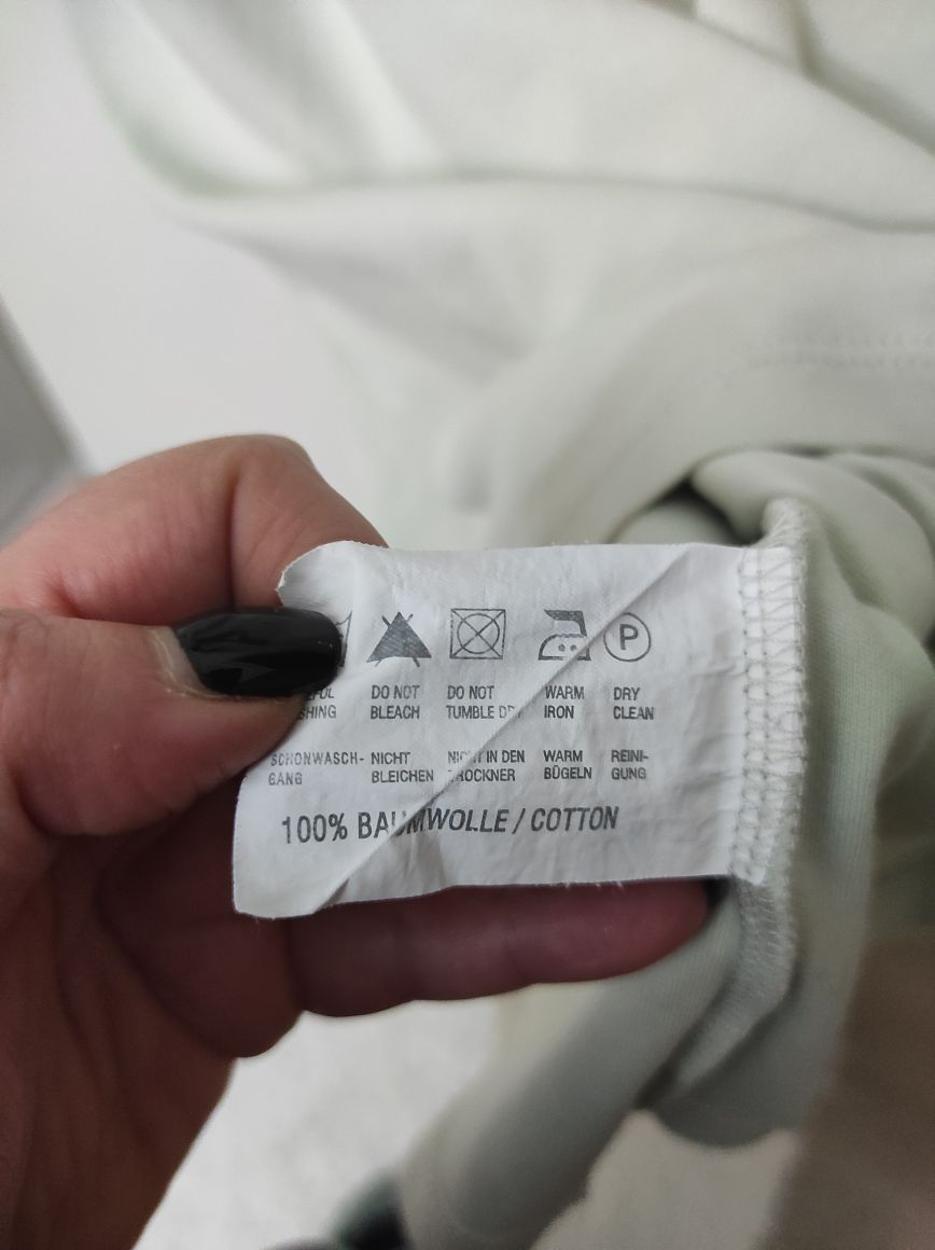 P
DO NOT DO NOT WARM DRY
BLEACH TUMBLE IRON CLEAN
SCHONWASCH- NICHT IN DEN WARM REINI-
GANG BLEICHEN BÜGELN GUNG
100% BAUMWOLLE / COTTON